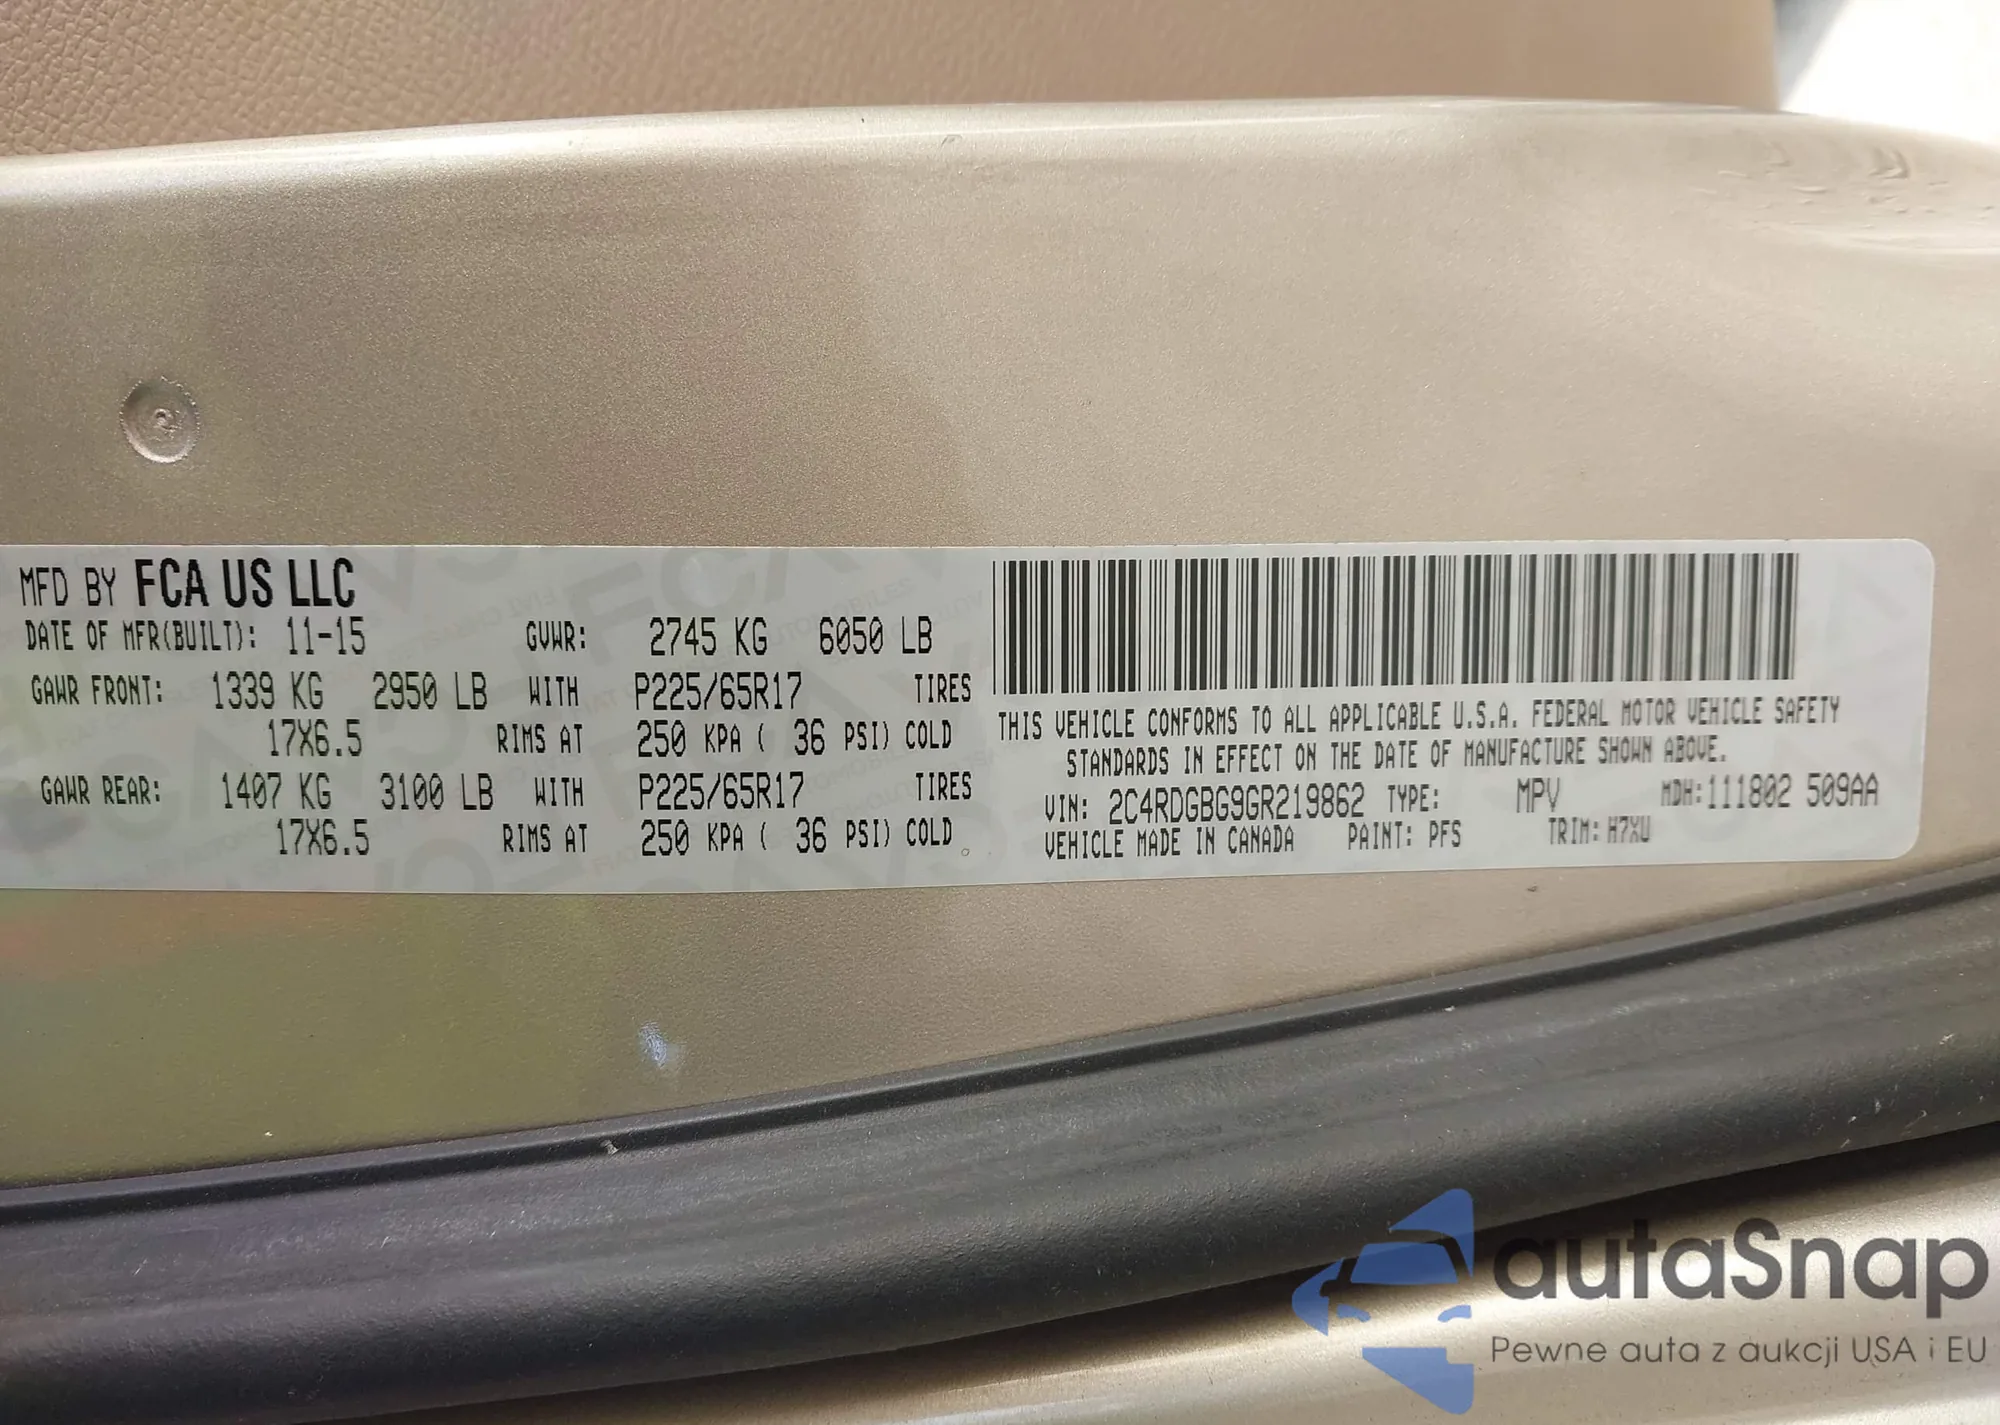 MFD BY FCA US LLC
DATE OF MFR(BUILT): 11-15 GVWR: 2745 KG 6050 LB
GAWR FRONT: 1339 KG 2950 LB WITH P225/65R17 TIRES
17X6.5 RIMS AT 250 KPA ( 36 PSI) COLD
GAWR REAR: 1407 KG 3100 LB WITH P225/65R17 TIRES
17X6.5 RIMS AT 250 KPA ( 36 PSI) COLD
THIS VEHICLE CONFORMS TO ALL APPLICABLE U.S.A. FEDERAL MOTOR VEHICLE SAFETY
STANDARDS IN EFFECT ON THE DATE OF MANUFACTURE SHOWN ABOVE.
VIN: 2C4RDGBG9GR219862 TYPE: MPV MDH:111802 509AA
VEHICLE MADE IN CANADA PAINT: PFS TRIM: H7XU
autaSnap
Pewne auta z aukcji USA i EU